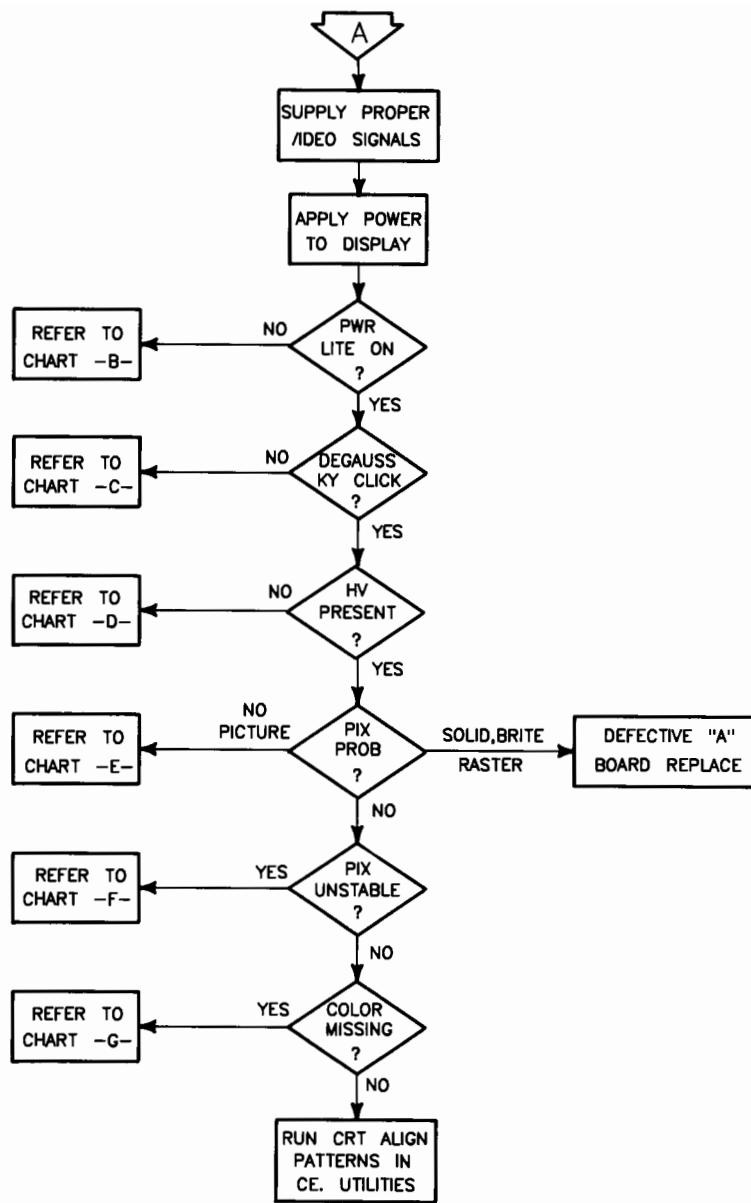 A
SUPPLY PROPER
/IDEO SIGNALS
APPLY POWER
TO DISPLAY
PWR
LITE ON
?
NO
REFER TO
CHART -B-
YES
DEGAUSS
KY CLICK
?
NO
REFER TO
CHART -C-
YES
HV
PRESENT
?
NO
REFER TO
CHART -D-
YES
PIX
PROB
?
NO
PICTURE
REFER TO
CHART -E-
SOLID,BRITE
RASTER
DEFECTIVE "A"
BOARD REPLACE
NO
PIX
UNSTABLE
?
YES
REFER TO
CHART -F-
NO
COLOR
MISSING
?
YES
REFER TO
CHART -G-
NO
RUN CRT ALIGN
PATTERNS IN
CE. UTILITIES